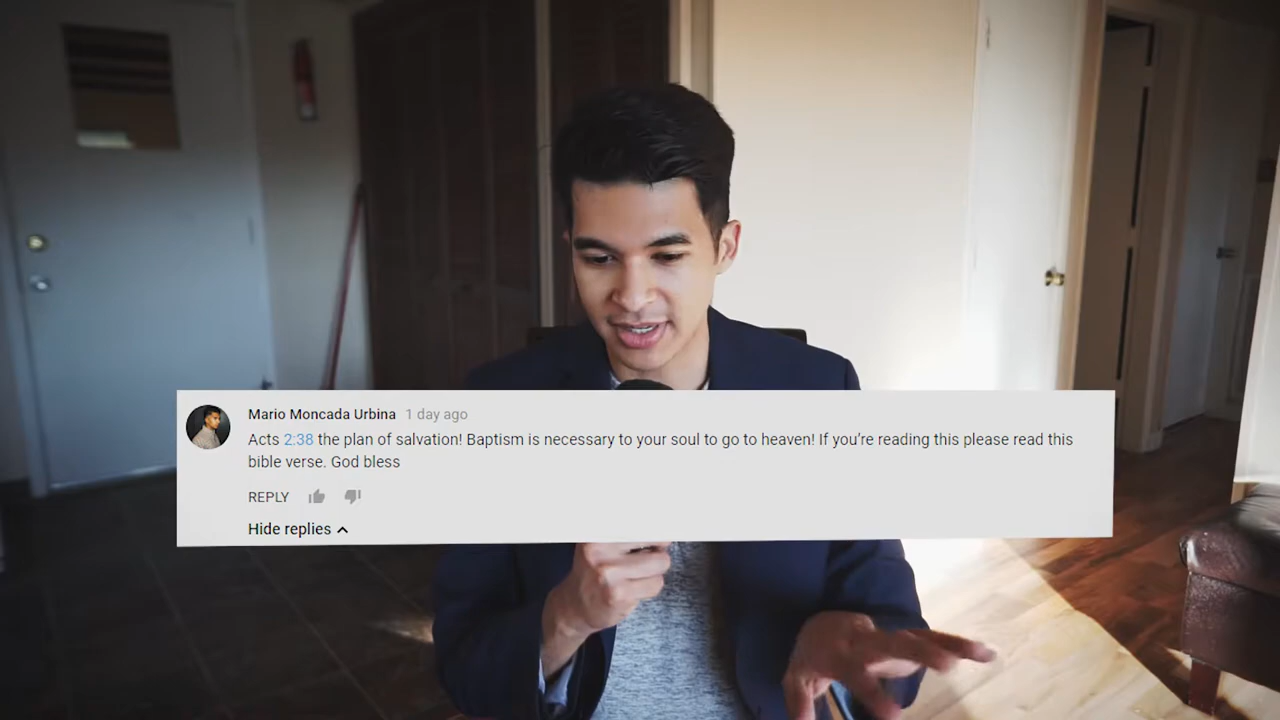 Mario Moncada Urbina 1 day ago
Acts 2:38 the plan of salvation! Baptism is necessary to your soul to go to heaven! If you’re reading this please read this
bible verse. God bless
REPLY
Hide replies